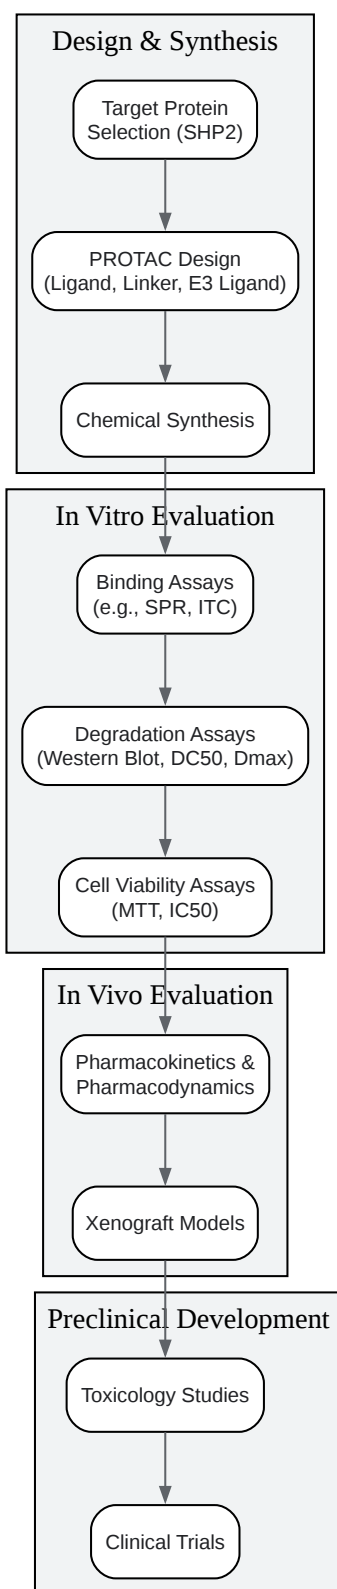 Design & Synthesis
Target Protein
Selection (SHP2)
PROTAC Design
(Ligand, Linker, E3 Ligand)
Chemical Synthesis
In Vitro Evaluation
Binding Assays
(e.g., SPR, ITC)
Degradation Assays
(Western Blot, DC50, Dmax)
Cell Viability Assays
(MTT, IC50)
In Vivo Evaluation
Pharmacokinetics &
Pharmacodynamics
Xenograft Models
Preclinical Development
Toxicology Studies
Clinical Trials